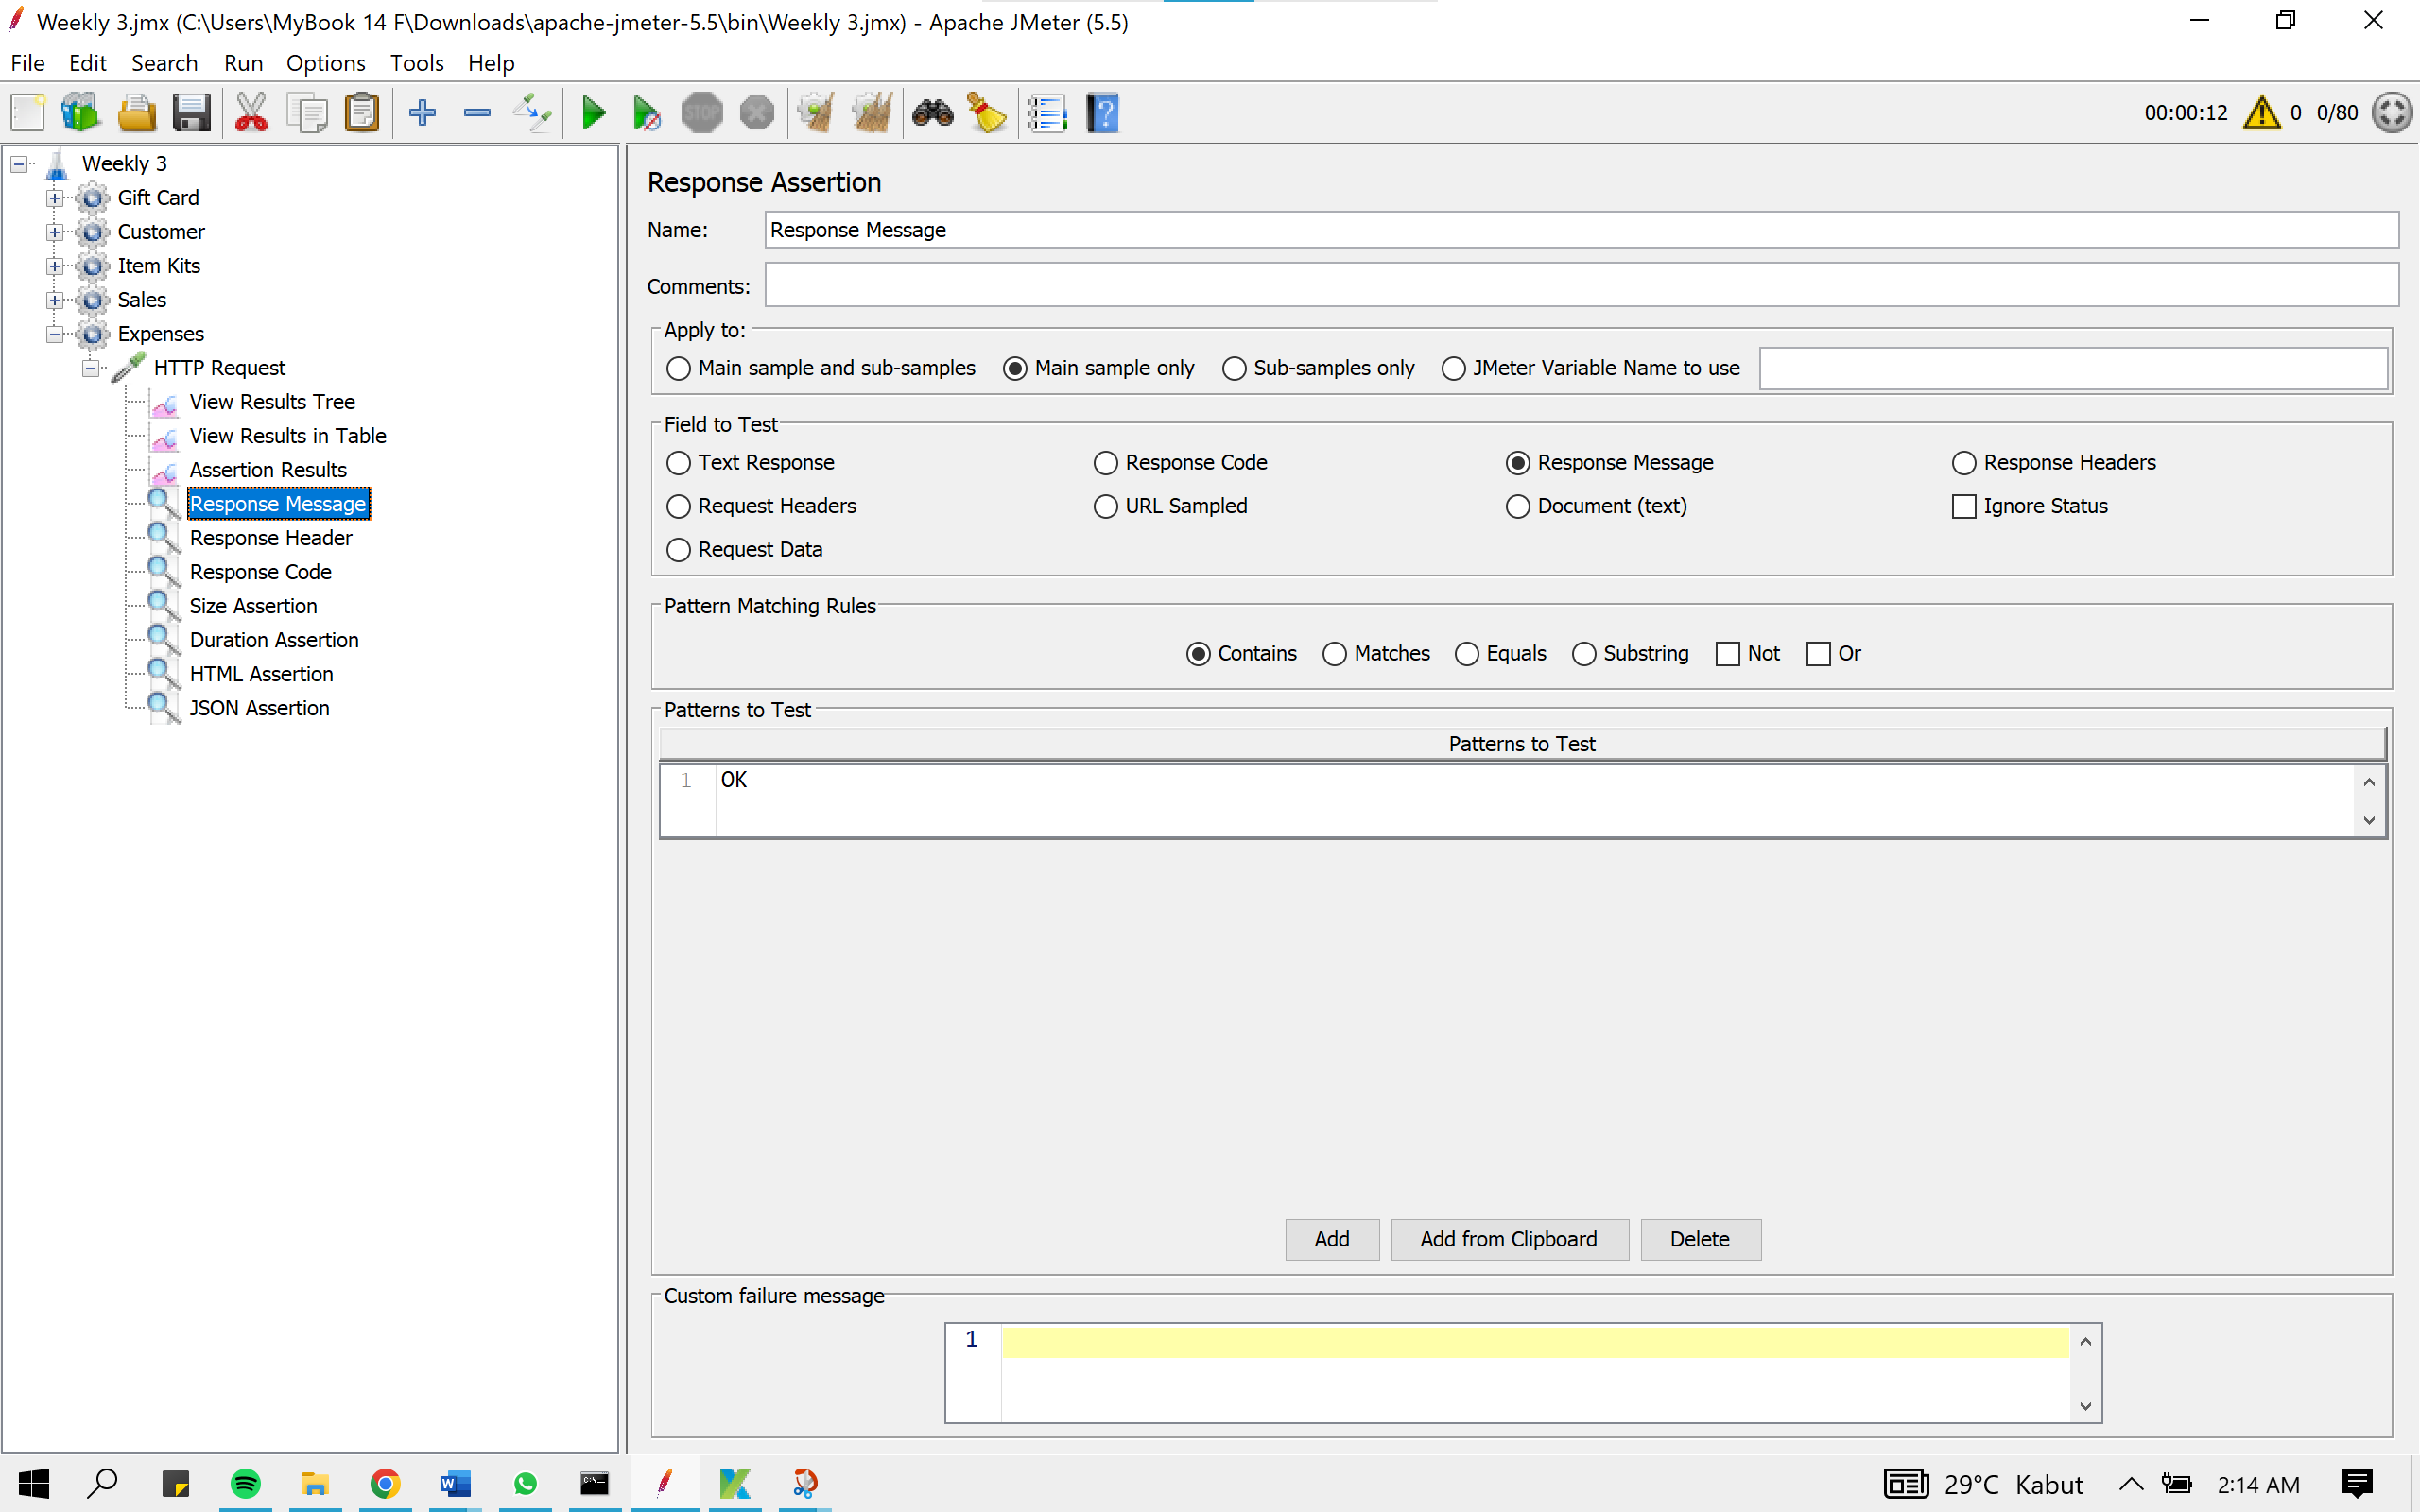 Weekly 3.jmx (C:\Users\MyBook 14 F\Downloads\apache-jmeter-5.5\bin\Weekly 3.jmx) - Apache JMeter (5.5)
File Edit Search Run Options Tools Help
STOP 00:00:12 0 0/80
Weekly 3
Gift Card
Customer
Item Kits
Sales
Expenses
HTTP Request
View Results Tree
View Results in Table
Assertion Results
Response Message
Response Header
Response Code
Size Assertion
Duration Assertion
HTML Assertion
JSON Assertion
Response Assertion
Name: Response Message
Comments:
Apply to:
Main sample and sub-samples Main sample only Sub-samples only JMeter Variable Name to use
Field to Test
Text Response Response Code Response Message Response Headers
Request Headers URL Sampled Document (text) Ignore Status
Request Data
Pattern Matching Rules
Contains Matches Equals Substring Not Or
Patterns to Test
Patterns to Test
1 OK
Add Add from Clipboard Delete
Custom failure message
1
29°C Kabut 2:14 AM